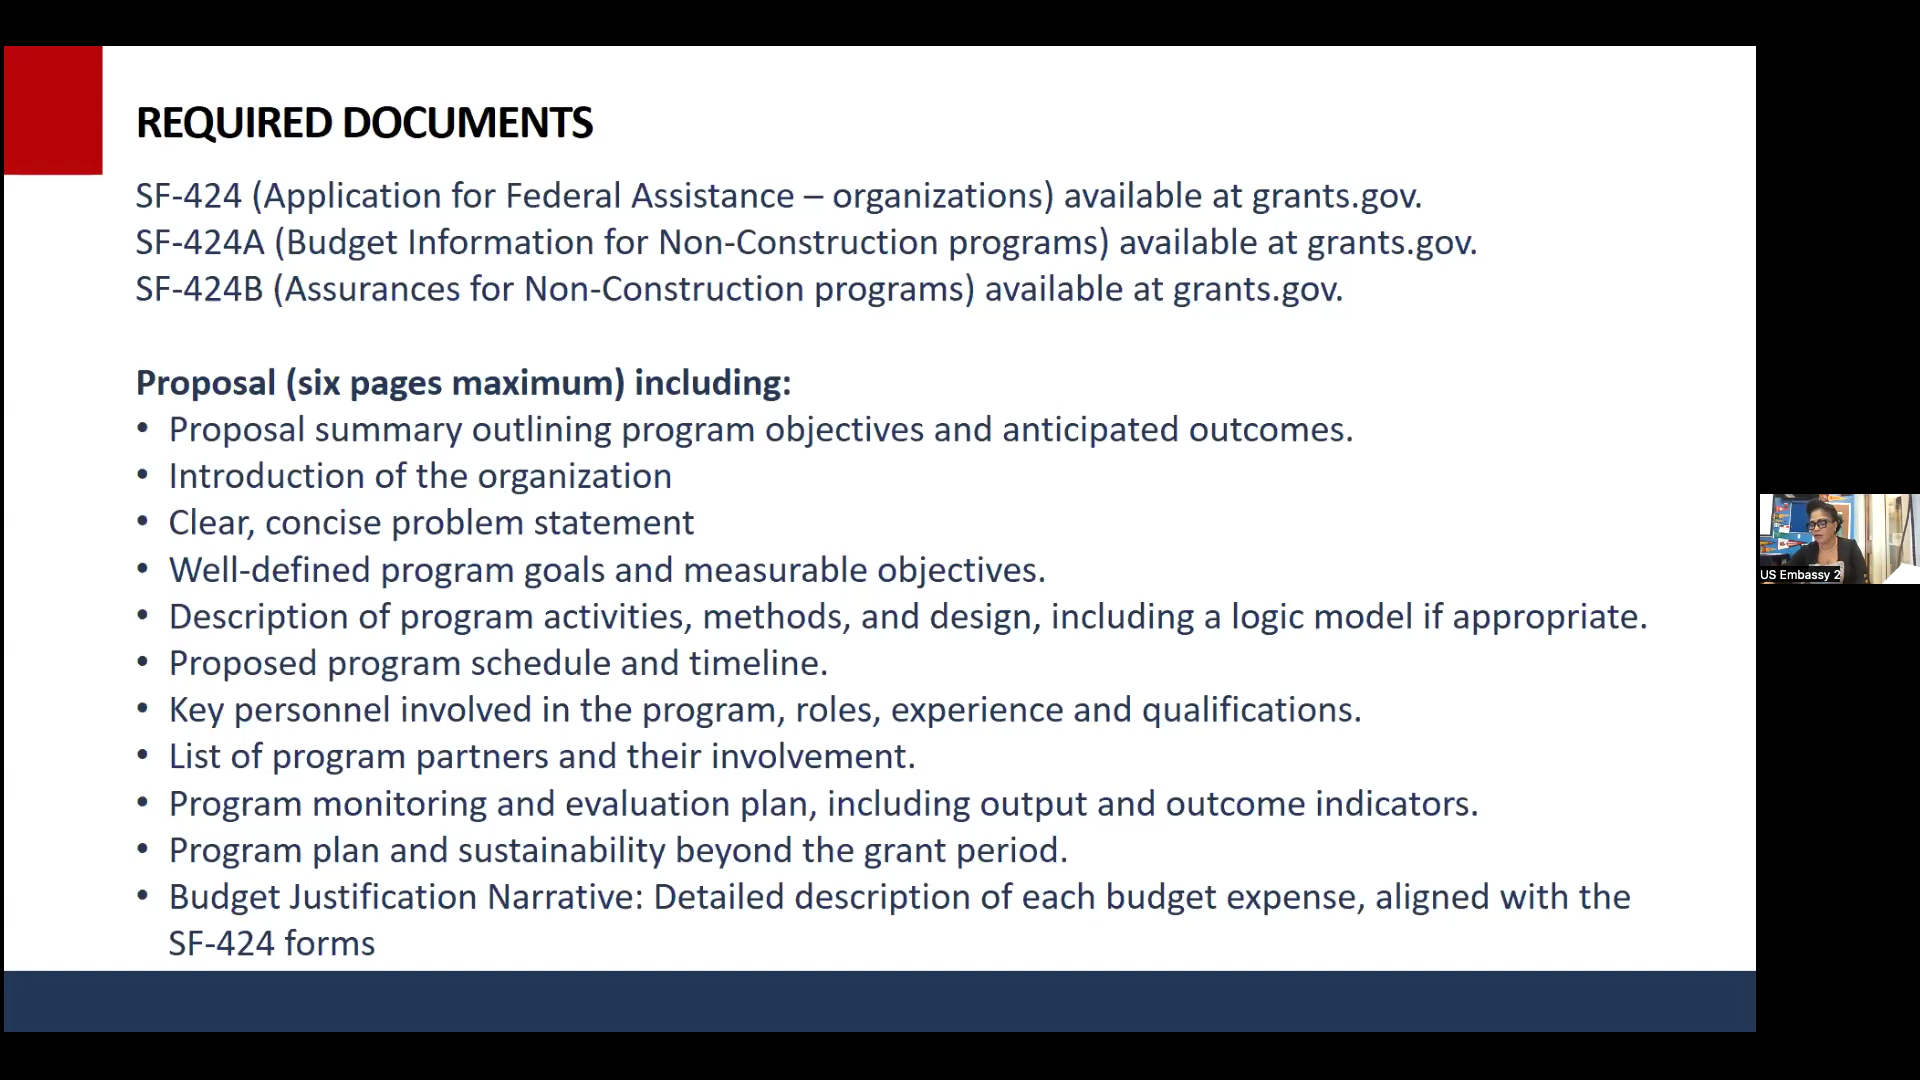 REQUIRED DOCUMENTS
SF-424 (Application for Federal Assistance – organizations) available at grants.gov.
SF-424A (Budget Information for Non-Construction programs) available at grants.gov.
SF-424B (Assurances for Non-Construction programs) available at grants.gov.
Proposal (six pages maximum) including:
• Proposal summary outlining program objectives and anticipated outcomes.
• Introduction of the organization
• Clear, concise problem statement
• Well-defined program goals and measurable objectives.
• Description of program activities, methods, and design, including a logic model if appropriate.
• Proposed program schedule and timeline.
• Key personnel involved in the program, roles, experience and qualifications.
• List of program partners and their involvement.
• Program monitoring and evaluation plan, including output and outcome indicators.
• Program plan and sustainability beyond the grant period.
• Budget Justification Narrative: Detailed description of each budget expense, aligned with the
SF-424 forms
US Embassy 2